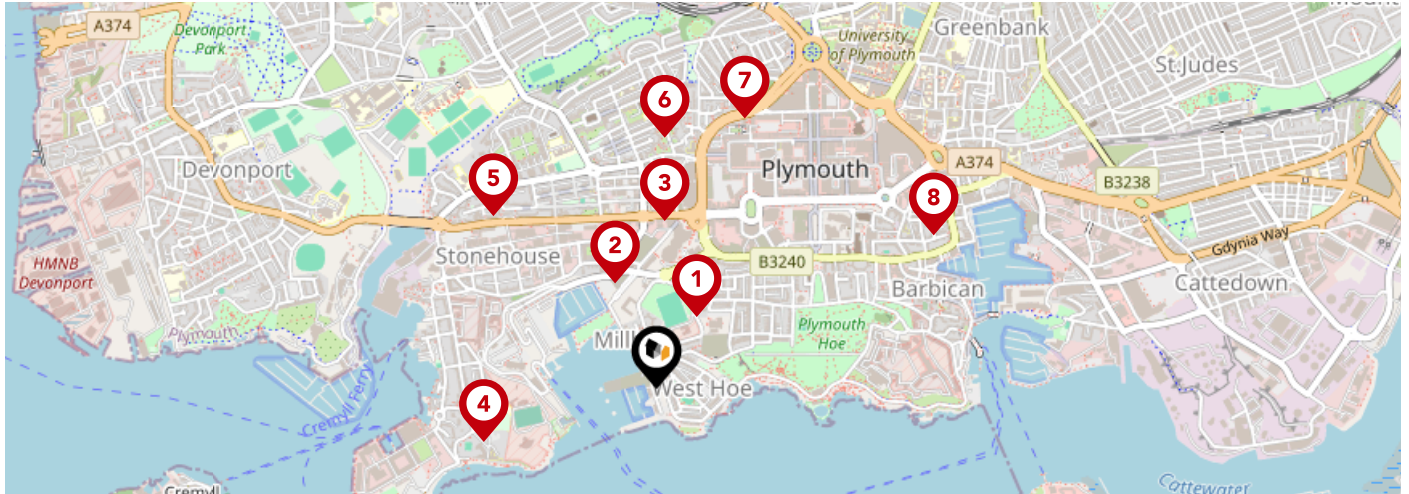 A374
Devonport
Park
University
of Plymouth
Greenbank
St.Judes
7
6
Plymouth
A374
B3238
Devonport
5
3
8
Gdynia Way
HMNB
Devonport
Stonehouse
2
B3240
1
Barbican
Cattedown
Plymouth
Plymouth
Hoe
Mill
West Hoe
Cremyll Ferry
4
Cremyll
Cattewater